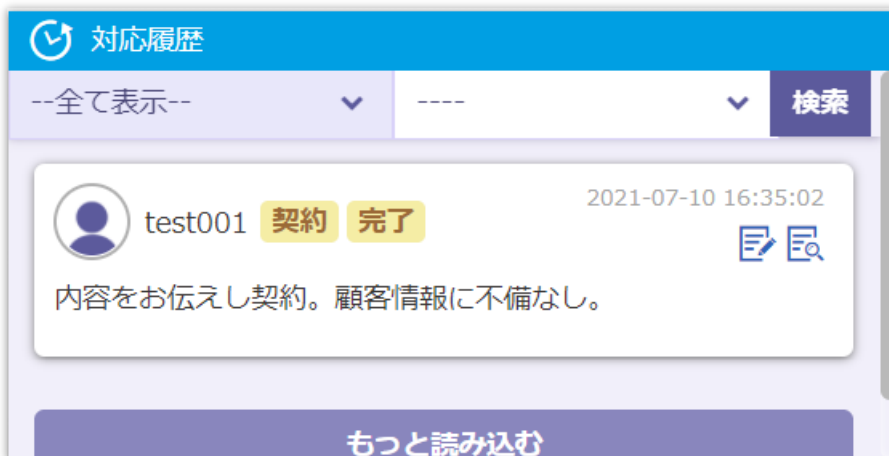 対応履歴
--全て表示-- ---- 検索
test001 契約 完了 2021-07-10 16:35:02
内容をお伝えし契約。顧客情報に不備なし。
もっと読み込む